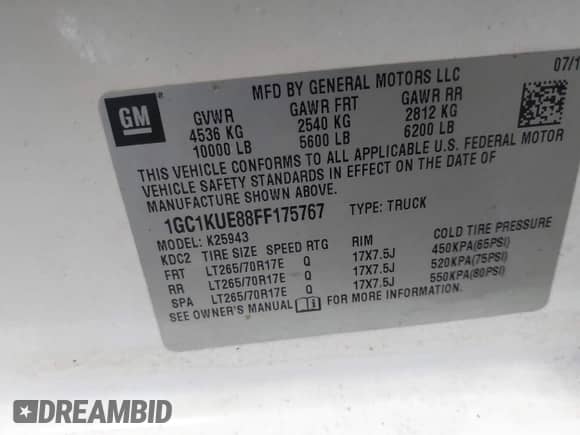 GM
MFD BY GENERAL MOTORS LLC
07/1
GVWR GAWR FRT GAWR RR
4536 KG 2540 KG 2812 KG
10000 LB 5600 LB 6200 LB
THIS VEHICLE CONFORMS TO ALL APPLICABLE U.S. FEDERAL MOTOR
VEHICLE SAFETY STANDARDS IN EFFECT ON THE DATE OF
MANUFACTURE SHOWN ABOVE.
1GC1KUE88FF175767 TYPE: TRUCK
MODEL: K25943
KDC2 TIRE SIZE SPEED RTG RIM COLD TIRE PRESSURE
FRT LT265/70R17E Q 17X7.5J 450KPA(65PSI)
RR LT265/70R17E Q 17X7.5J 520KPA(75PSI)
SPA LT265/70R17E Q 17X7.5J 550KPA(80PSI)
SEE OWNER'S MANUAL FOR MORE INFORMATION.
DREAMBID